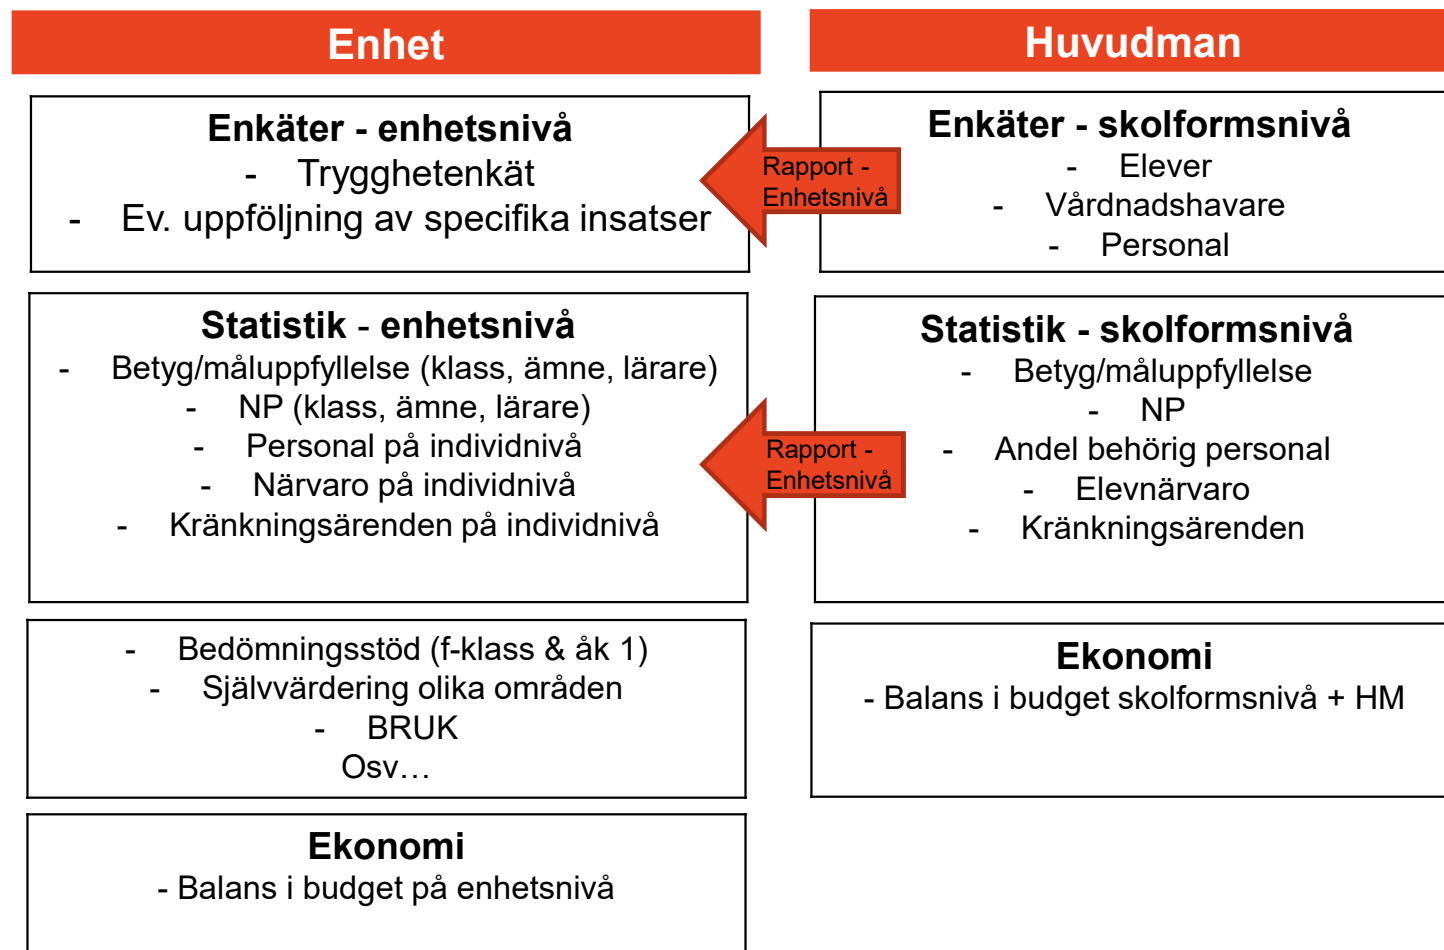 Enhet
Enkäter - enhetsnivå
- Trygghetenkät
- Ev. uppföljning av specifika insatser
Statistik - enhetsnivå
- Betyg/måluppfyllelse (klass, ämne, lärare)
- NP (klass, ämne, lärare)
- Personal på individnivå
- Närvaro på individnivå
- Kränkningsärenden på individnivå
- Bedömningsstöd (f-klass & åk 1)
- Självvärdering olika områden
- BRUK
Osv…
Ekonomi
- Balans i budget på enhetsnivå
Rapport -
Enhetsnivå
Rapport -
Enhetsnivå
Huvudman
Enkäter - skolformsnivå
- Elever
- Vårdnadshavare
- Personal
Statistik - skolformsnivå
- Betyg/måluppfyllelse
- NP
- Andel behörig personal
- Elevnärvaro
- Kränkningsärenden
Ekonomi
- Balans i budget skolformsnivå + HM